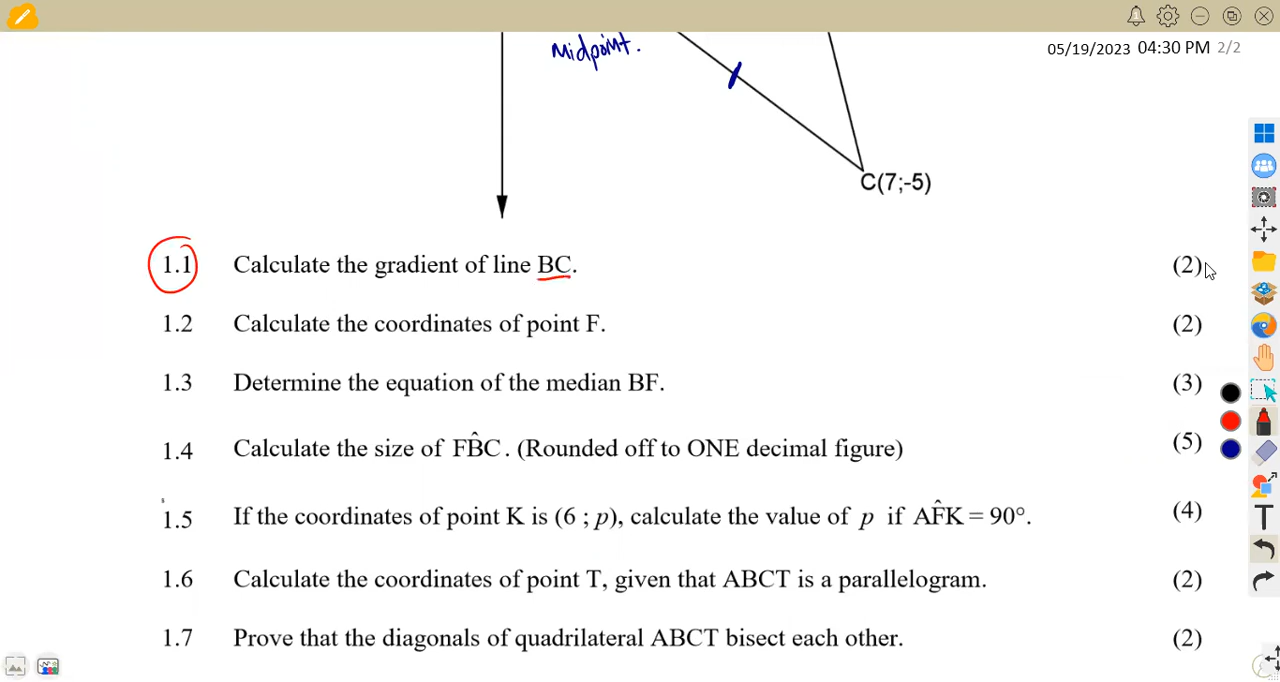 05/19/2023 04:30 PM 2/2
Midpoint.
C(7;-5)
1.1 Calculate the gradient of line BC. (2)
1.2 Calculate the coordinates of point F. (2)
1.3 Determine the equation of the median BF. (3)
1.4 Calculate the size of FB̂C. (Rounded off to ONE decimal figure) (5)
1.5 If the coordinates of point K is (6 ; p), calculate the value of p if AF̂K = 90°. (4)
1.6 Calculate the coordinates of point T, given that ABCT is a parallelogram. (2)
1.7 Prove that the diagonals of quadrilateral ABCT bisect each other. (2)